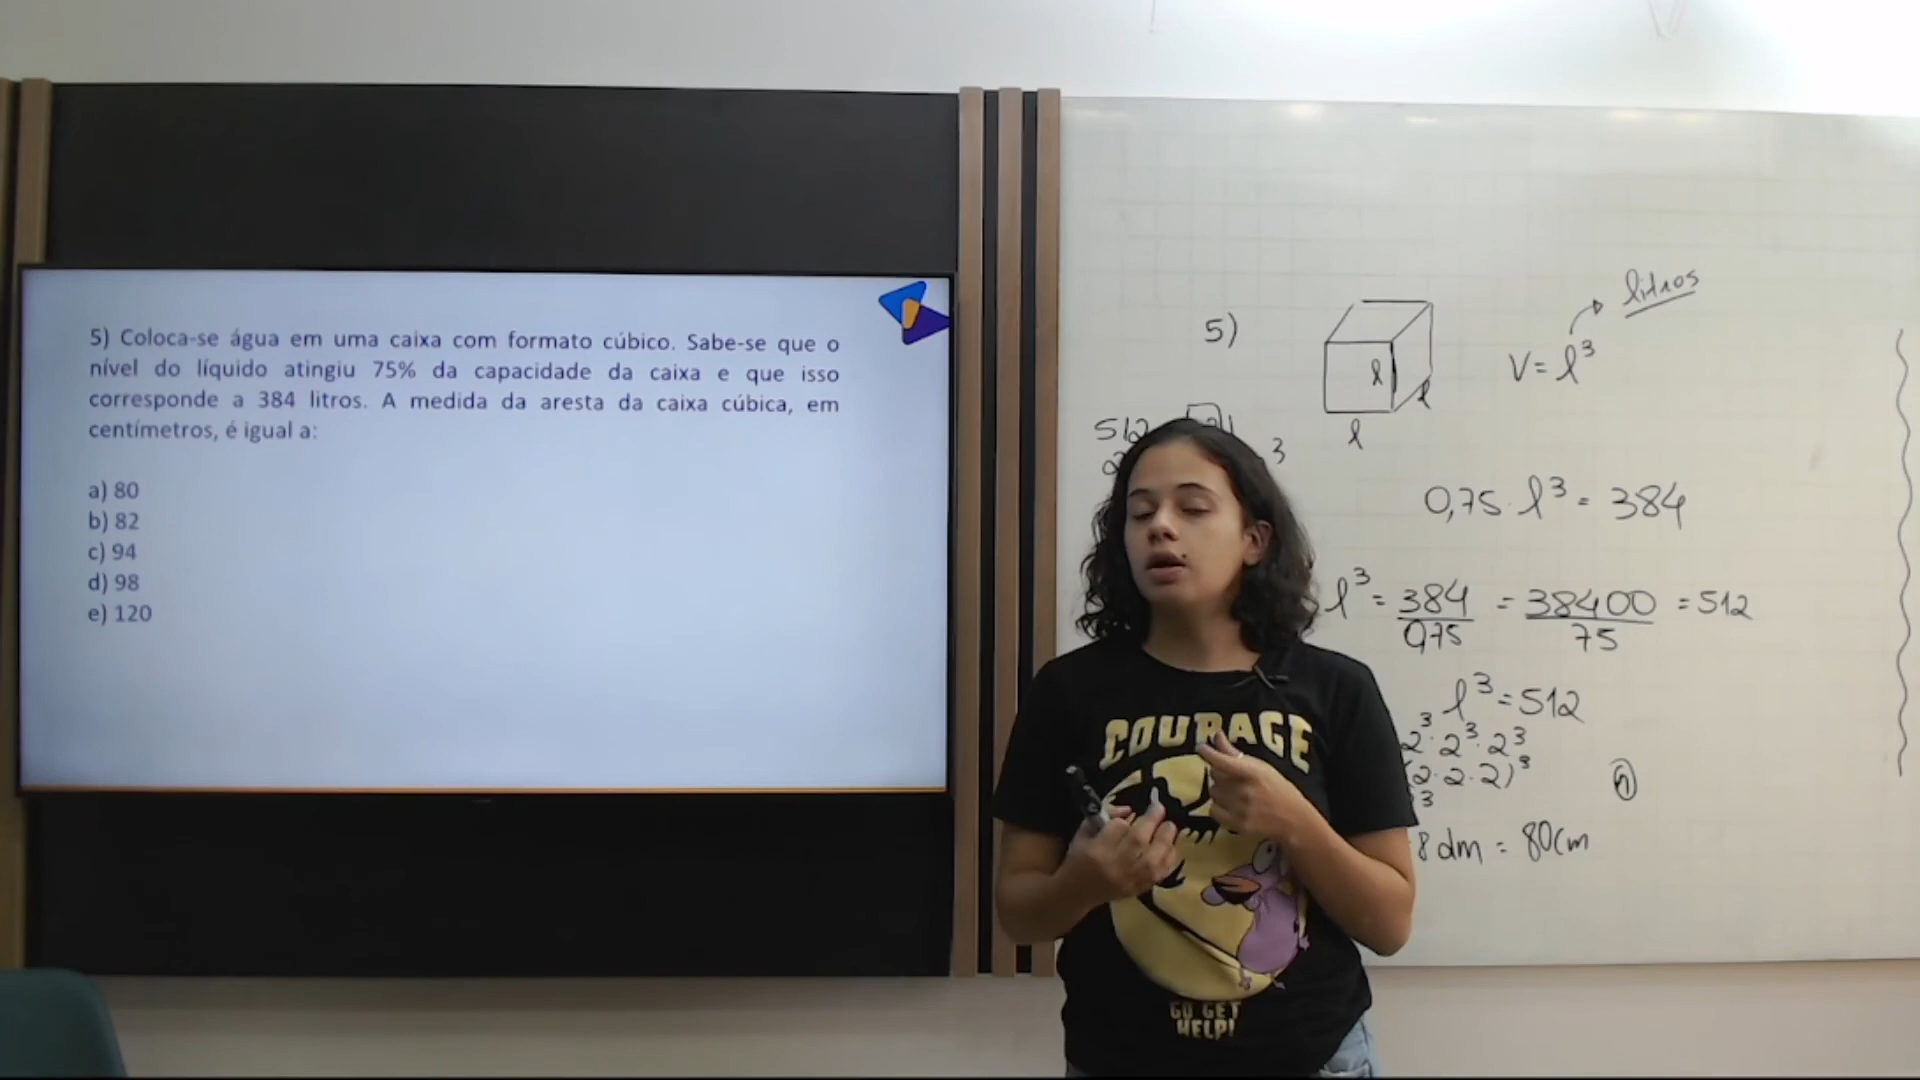 5) Coloca-se água em uma caixa com formato cúbico. Sabe-se que o
nível do líquido atingiu 75% da capacidade da caixa e que isso
corresponde a 384 litros. A medida da aresta da caixa cúbica, em
centímetros, é igual a:
a) 80
b) 82
c) 94
d) 98
e) 120
5)
l
l
l
V = l³
litros
512
3
0,75 · l³ = 384
l³ = 384/0,75 = 38400/75 = 512
l³ = 512
2³ · 2³ · 2³
(2 · 2 · 2)³
3
8 dm = 80cm
COURAGE
GO GET
HELP!